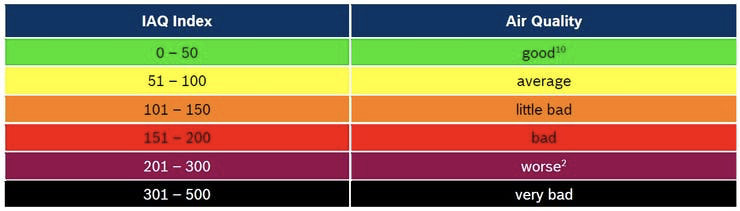 IAQ Index Air Quality
0 – 50 good¹⁰
51 – 100 average
101 – 150 little bad
151 – 200 bad
201 – 300 worse²
301 – 500 very bad